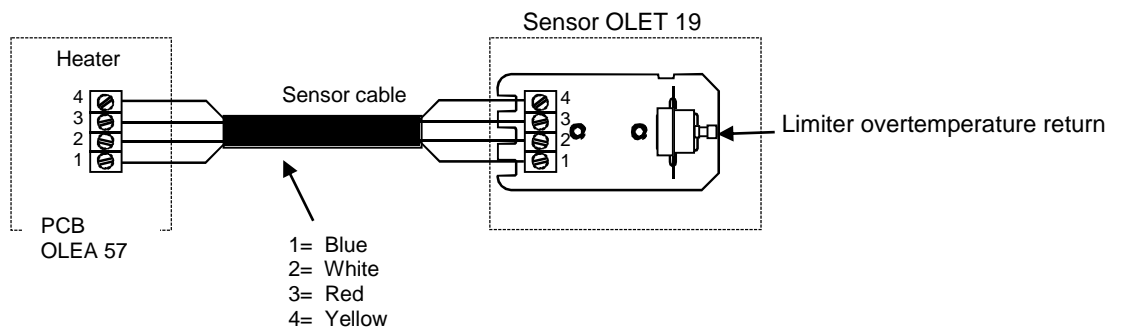 Sensor OLET 19
Heater
Sensor cable
4
3
2
1
4
3
2
1
Limiter overtemperature return
PCB
OLEA 57
1= Blue
2= White
3= Red
4= Yellow